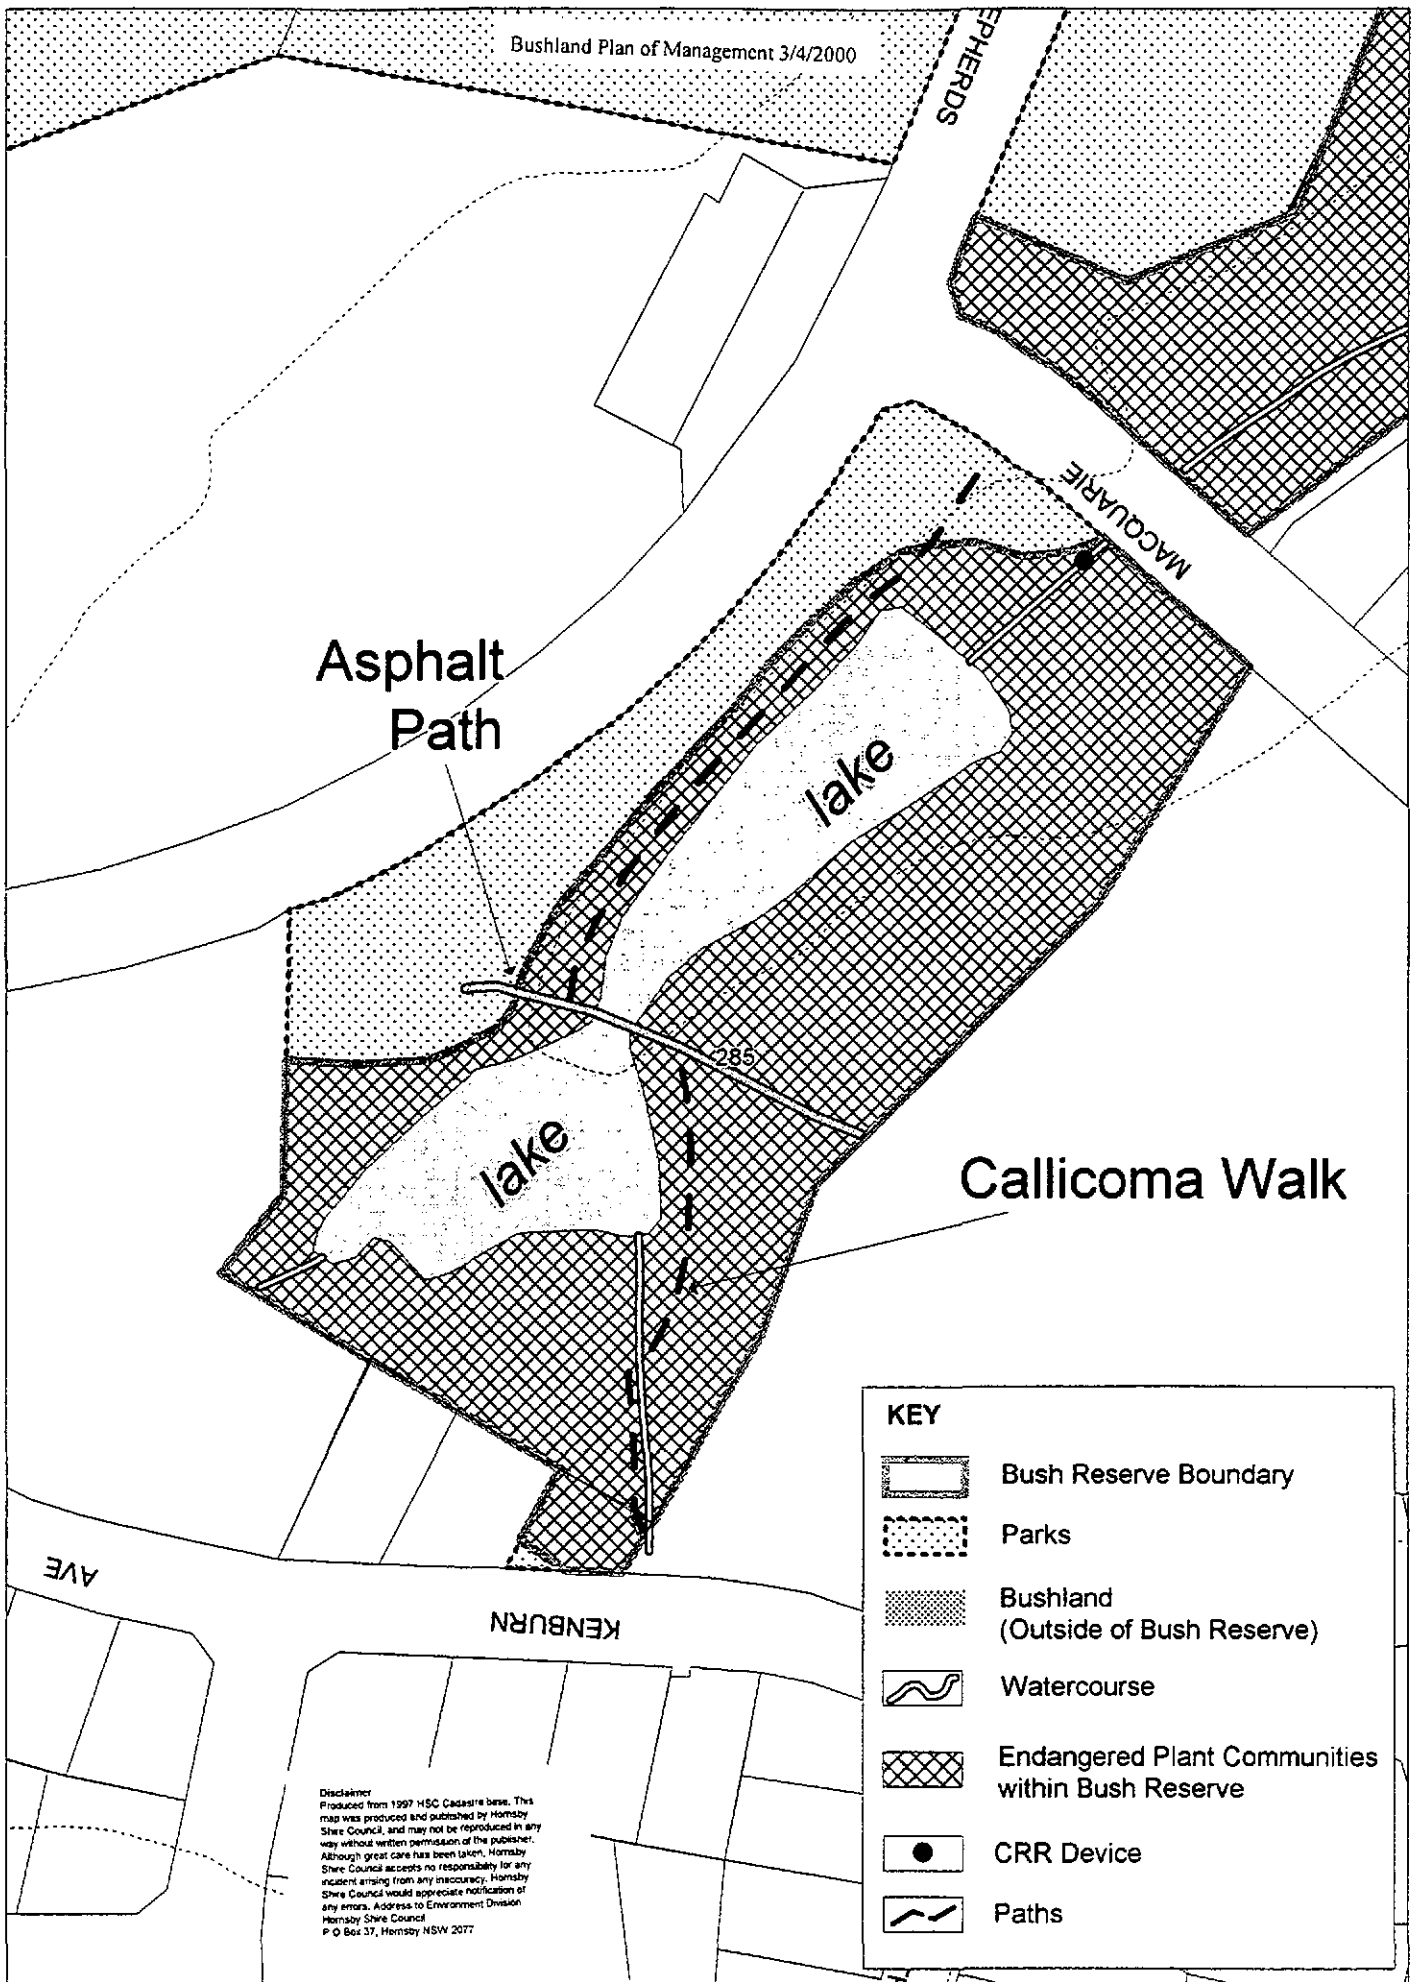 Bushland Plan of Management 3/4/2000
EPHERDS
MACQUARIE
Asphalt
Path
lake
285
lake
Callicoma Walk
KEY
Bush Reserve Boundary
Parks
Bushland
(Outside of Bush Reserve)
Watercourse
Endangered Plant Communities
within Bush Reserve
CRR Device
Paths
AVE
KENBURN
Disclaimer
Produced from 1997 HSC Cadastre base. This
map was produced and published by Hornsby
Shire Council, and may not be reproduced in any
way without written permission of the publisher.
Although great care has been taken, Hornsby
Shire Council accepts no responsibility for any
incident arising from any inaccuracy. Hornsby
Shire Council would appreciate notification of
any errors. Address to Environment Division
Hornsby Shire Council
P O Box 37, Hornsby NSW 2077